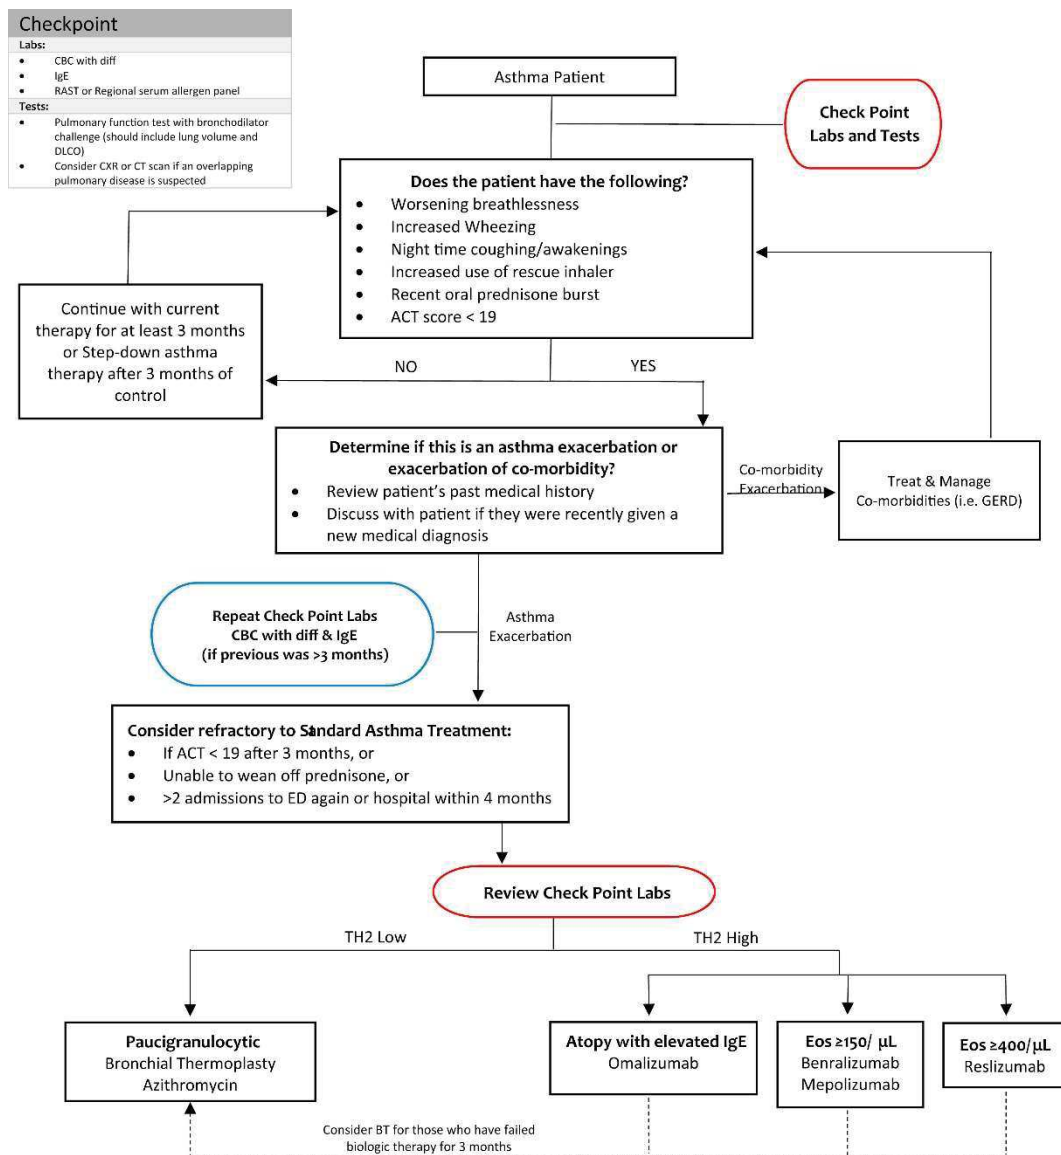 Checkpoint
Labs:
• CBC with diff
• IgE
• RAST or Regional serum allergen panel
Tests:
• Pulmonary function test with bronchodilator
challenge (should include lung volume and
DLCO)
• Consider CXR or CT scan if an overlapping
pulmonary disease is suspected
Asthma Patient
Check Point
Labs and Tests
Does the patient have the following?
• Worsening breathlessness
• Increased Wheezing
• Night time coughing/awakenings
• Increased use of rescue inhaler
• Recent oral prednisone burst
• ACT score < 19
Continue with current
therapy for at least 3 months
or Step-down asthma
therapy after 3 months of
control
NO
YES
Determine if this is an asthma exacerbation or
exacerbation of co-morbidity?
• Review patient's past medical history
• Discuss with patient if they were recently given a
new medical diagnosis
Co-morbidity
Exacerbation
Treat & Manage
Co-morbidities (i.e. GERD)
Repeat Check Point Labs
CBC with diff & IgE
(if previous was >3 months)
Asthma
Exacerbation
Consider refractory to Standard Asthma Treatment:
• If ACT < 19 after 3 months, or
• Unable to wean off prednisone, or
• >2 admissions to ED again or hospital within 4 months
Review Check Point Labs
TH2 Low
TH2 High
Paucigranulocytic
Bronchial Thermoplasty
Azithromycin
Atopy with elevated IgE
Omalizumab
Eos ≥150/ µL
Benralizumab
Mepolizumab
Eos ≥400/µL
Reslizumab
Consider BT for those who have failed
biologic therapy for 3 months